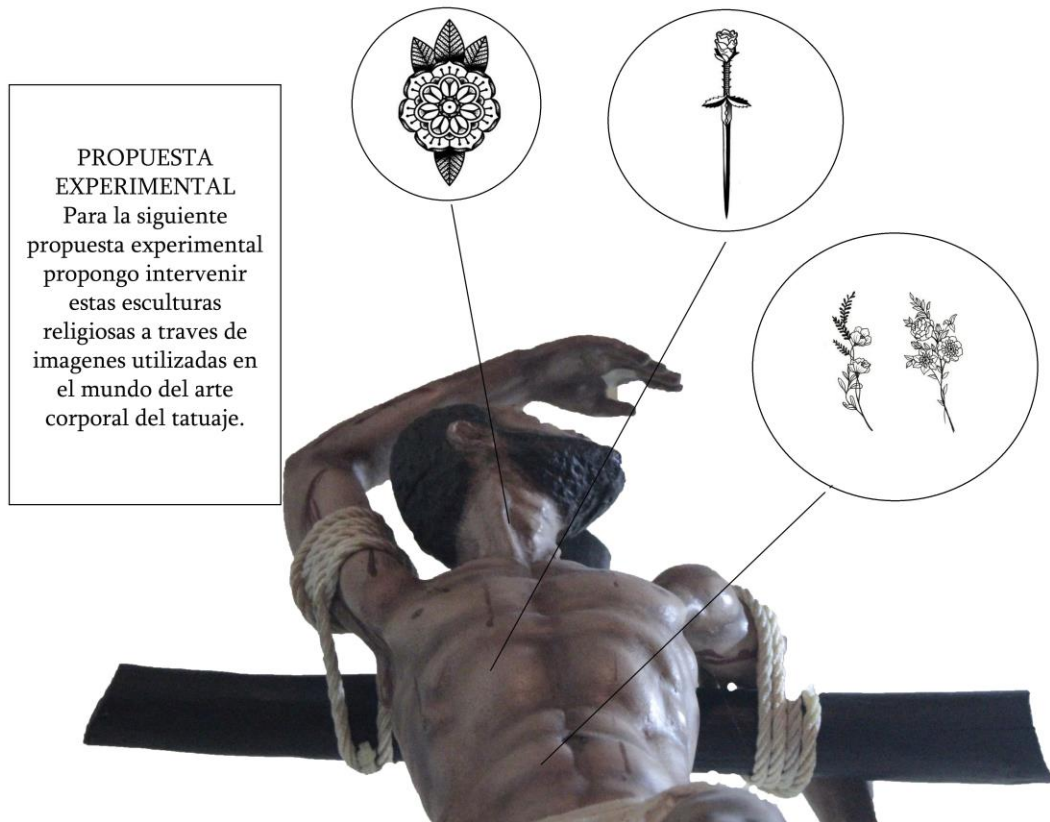 PROPUESTA
EXPERIMENTAL
Para la siguiente
propuesta experimental
propongo intervenir
estas esculturas
religiosas a traves de
imagenes utilizadas en
el mundo del arte
corporal del tatuaje.